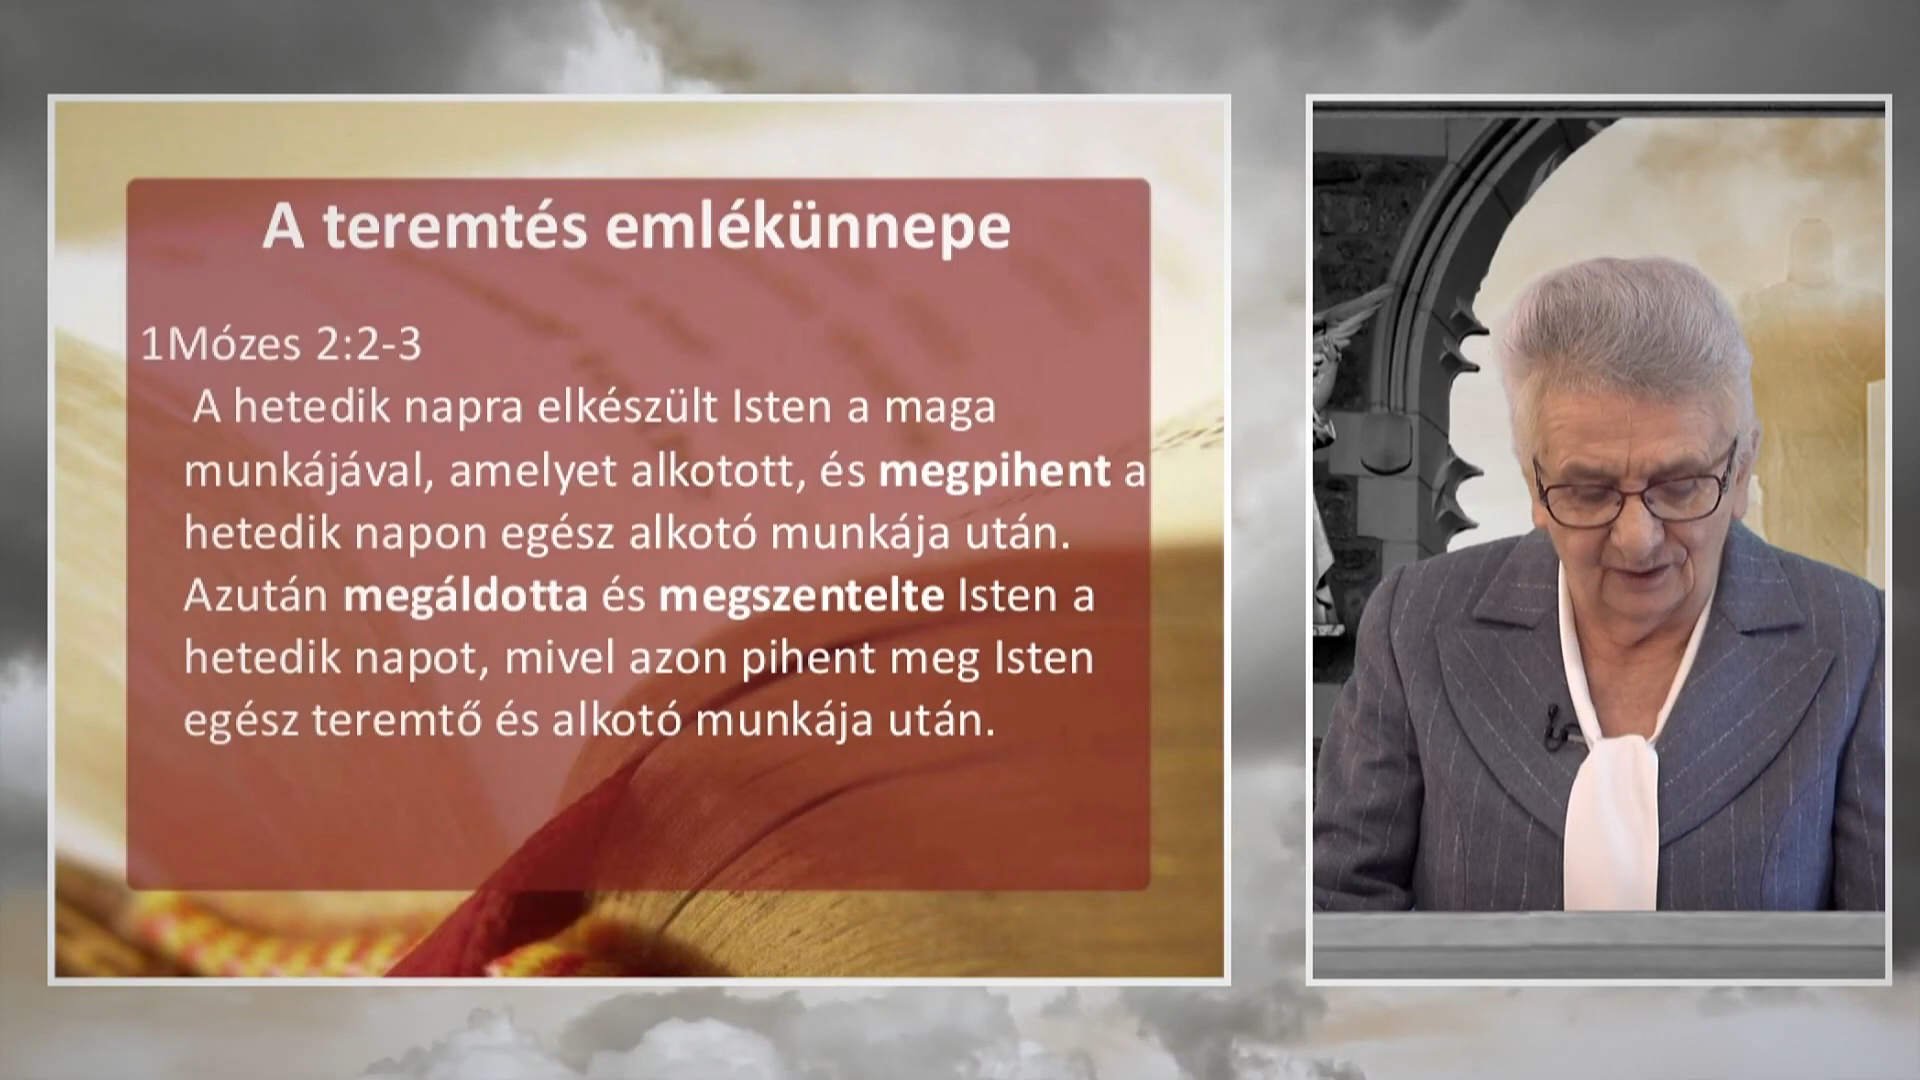 A teremtés emlékünnepe
1Mózes 2:2-3
A hetedik napra elkészült Isten a maga
munkájával, amelyet alkotott, és megpihent a
hetedik napon egész alkotó munkája után.
Azután megáldotta és megszentelte Isten a
hetedik napot, mivel azon pihent meg Isten
egész teremtő és alkotó munkája után.